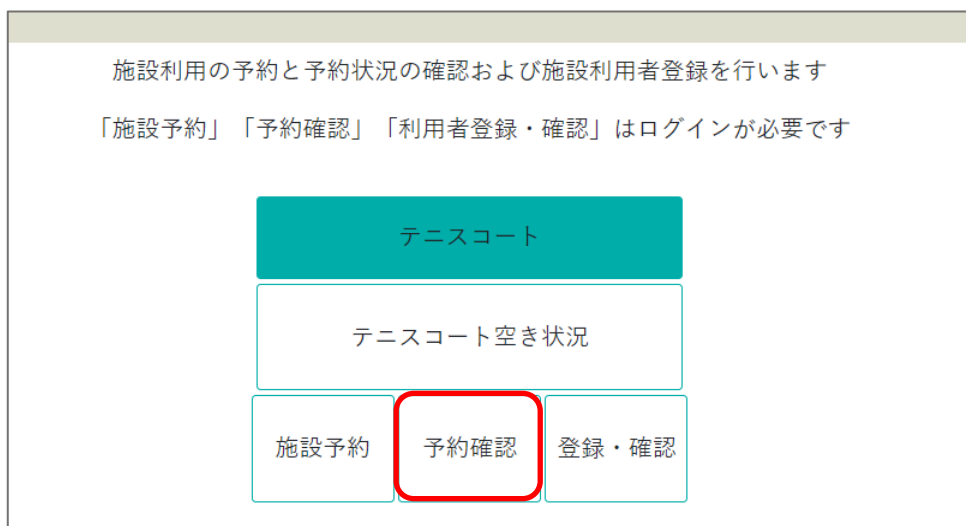 施設利用の予約と予約状況の確認および施設利用者登録を行います
「施設予約」「予約確認」「利用者登録・確認」はログインが必要です
テニスコート
テニスコート空き状況
施設予約 予約確認 登録・確認